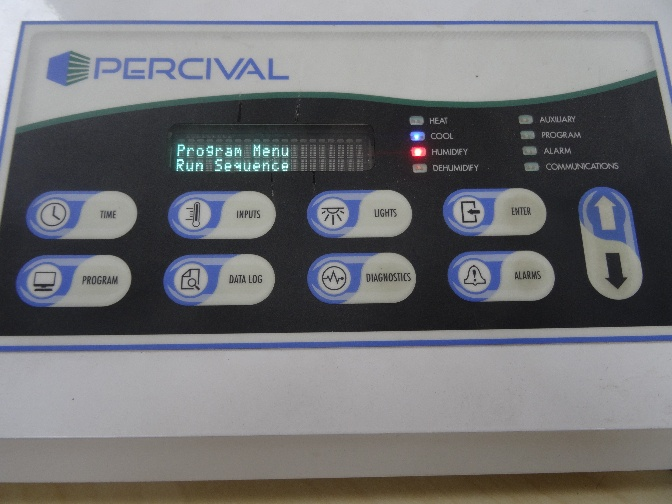 PERCIVAL
Program Menu
Run Sequence
HEAT
COOL
HUMIDIFY
DEHUMIDIFY
AUXILIARY
PROGRAM
ALARM
COMMUNICATIONS
TIME
INPUTS
LIGHTS
ENTER
PROGRAM
DATA LOG
DIAGNOSTICS
ALARMS